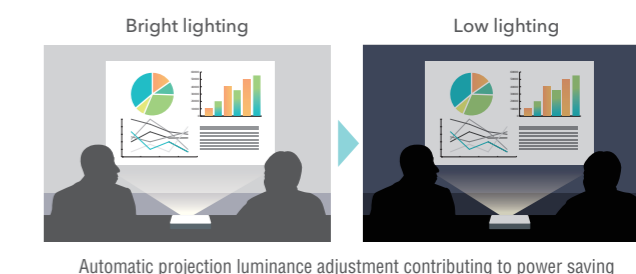 Bright lighting
Low lighting
Automatic projection luminance adjustment contributing to power saving